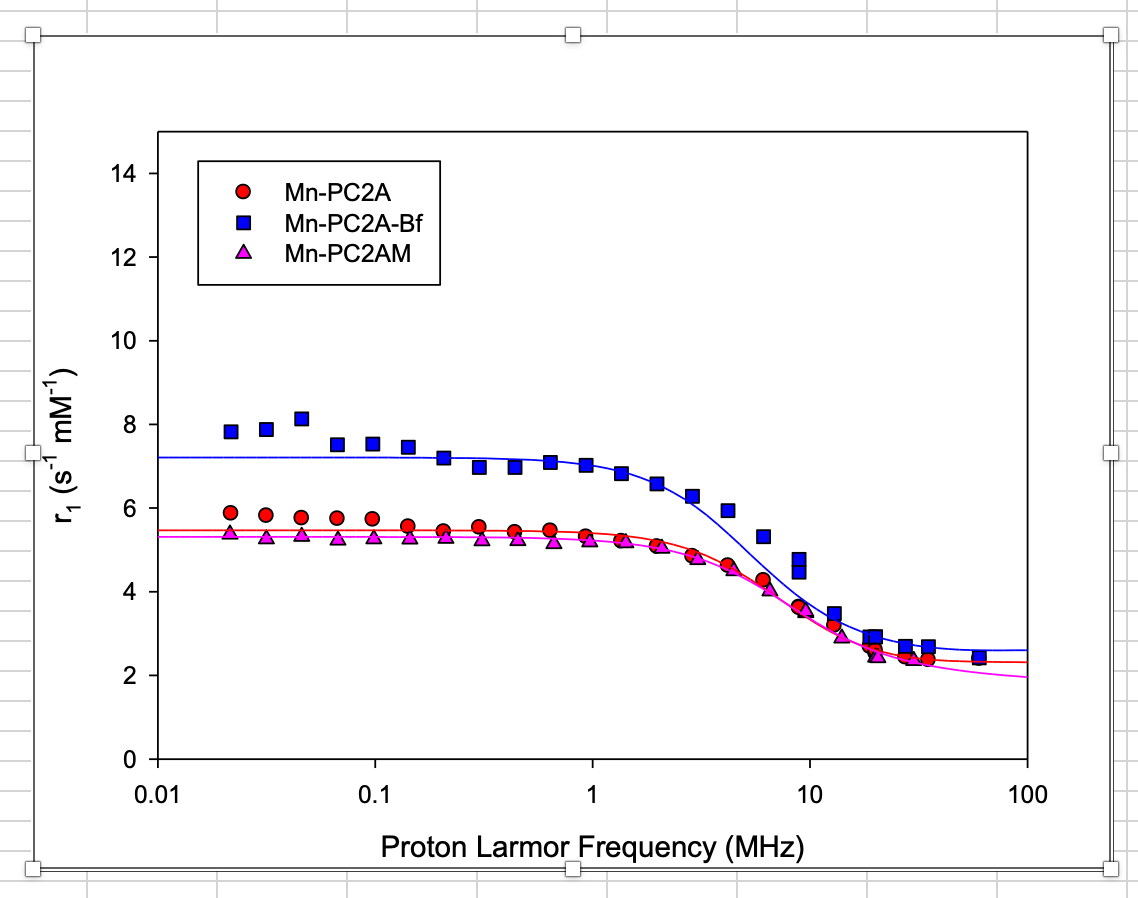 14
12
10
8
6
4
2
0
r₁ (s⁻¹ mM⁻¹)
Mn-PC2A
Mn-PC2A-Bf
Mn-PC2AM
0.01 0.1 1 10 100
Proton Larmor Frequency (MHz)